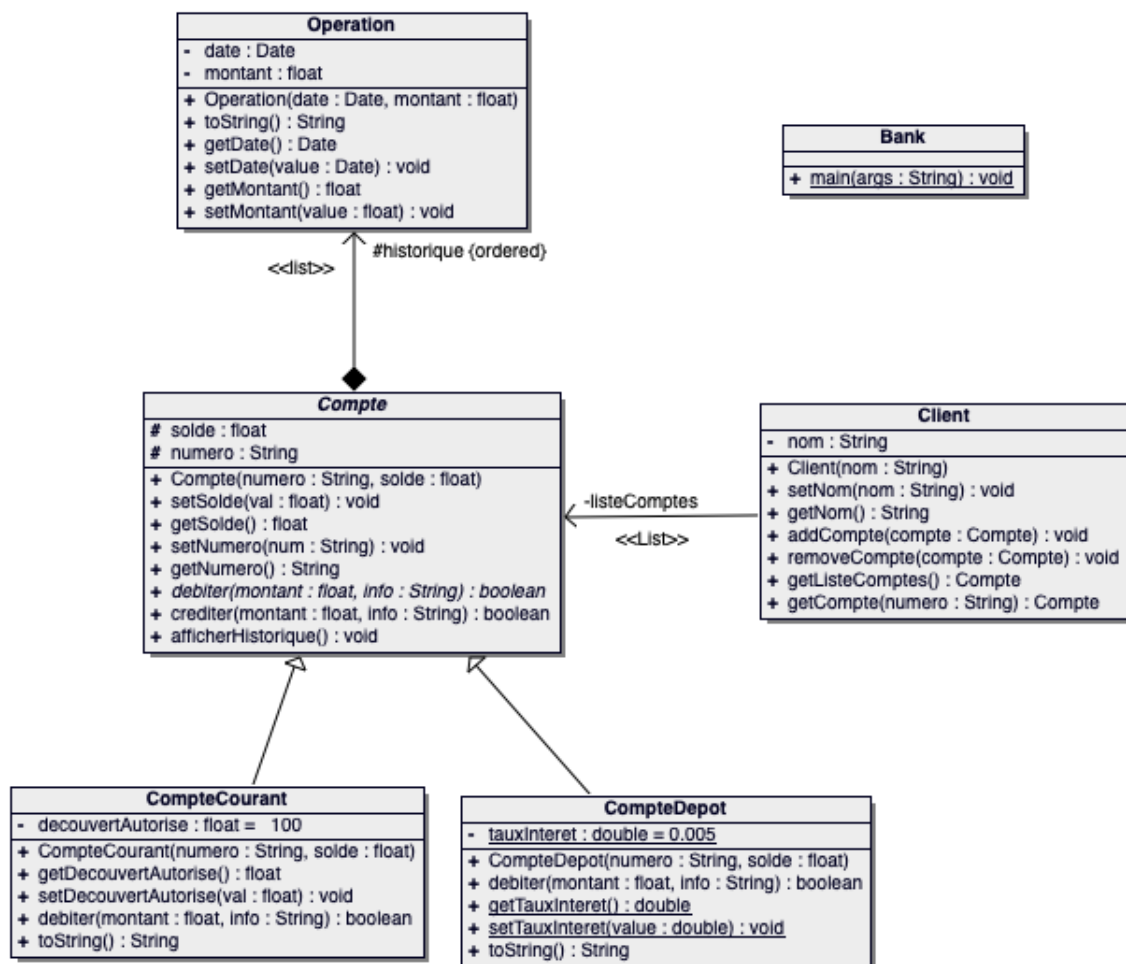 Operation
- date : Date
- montant : float
+ Operation(date : Date, montant : float)
+ toString() : String
+ getDate() : Date
+ setDate(value : Date) : void
+ getMontant() : float
+ setMontant(value : float) : void
Bank
+ main(args : String) : void
#historique {ordered}
<<list>>
Compte
# solde : float
# numero : String
+ Compte(numero : String, solde : float)
+ setSolde(val : float) : void
+ getSolde() : float
+ setNumero(num : String) : void
+ getNumero() : String
+ debiter(montant : float, info : String) : boolean
+ crediter(montant : float, info : String) : boolean
+ afficherHistorique() : void
-listeComptes
<<List>>
Client
- nom : String
+ Client(nom : String)
+ setNom(nom : String) : void
+ getNom() : String
+ addCompte(compte : Compte) : void
+ removeCompte(compte : Compte) : void
+ getListeComptes() : Compte
+ getCompte(numero : String) : Compte
CompteCourant
- decouvertAutorise : float = 100
+ CompteCourant(numero : String, solde : float)
+ getDecouvertAutorise() : float
+ setDecouvertAutorise(val : float) : void
+ debiter(montant : float, info : String) : boolean
+ toString() : String
CompteDepot
- tauxInteret : double = 0.005
+ CompteDepot(numero : String, solde : float)
+ debiter(montant : float, info : String) : boolean
+ getTauxInteret() : double
+ setTauxInteret(value : double) : void
+ toString() : String